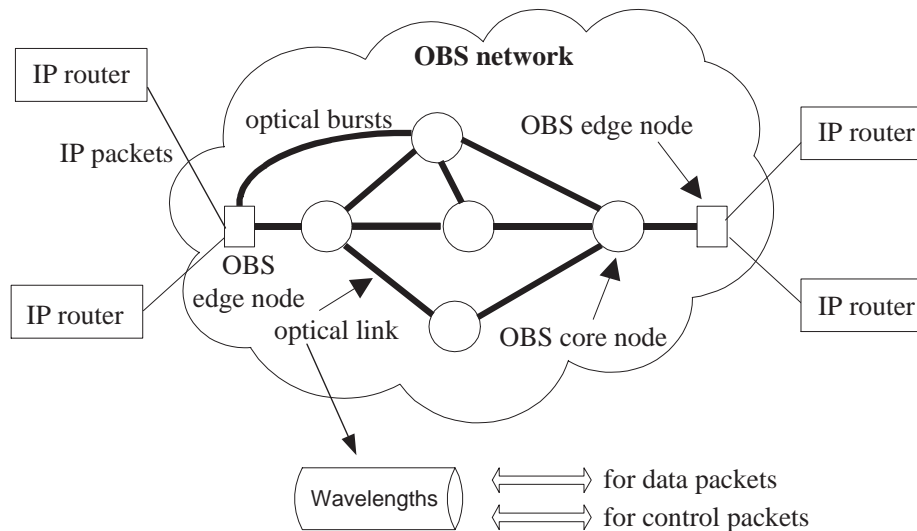 OBS network
IP router
optical bursts
OBS edge node
IP packets
IP router
OBS
edge node
IP router
optical link
OBS core node
IP router
Wavelengths
for data packets
for control packets